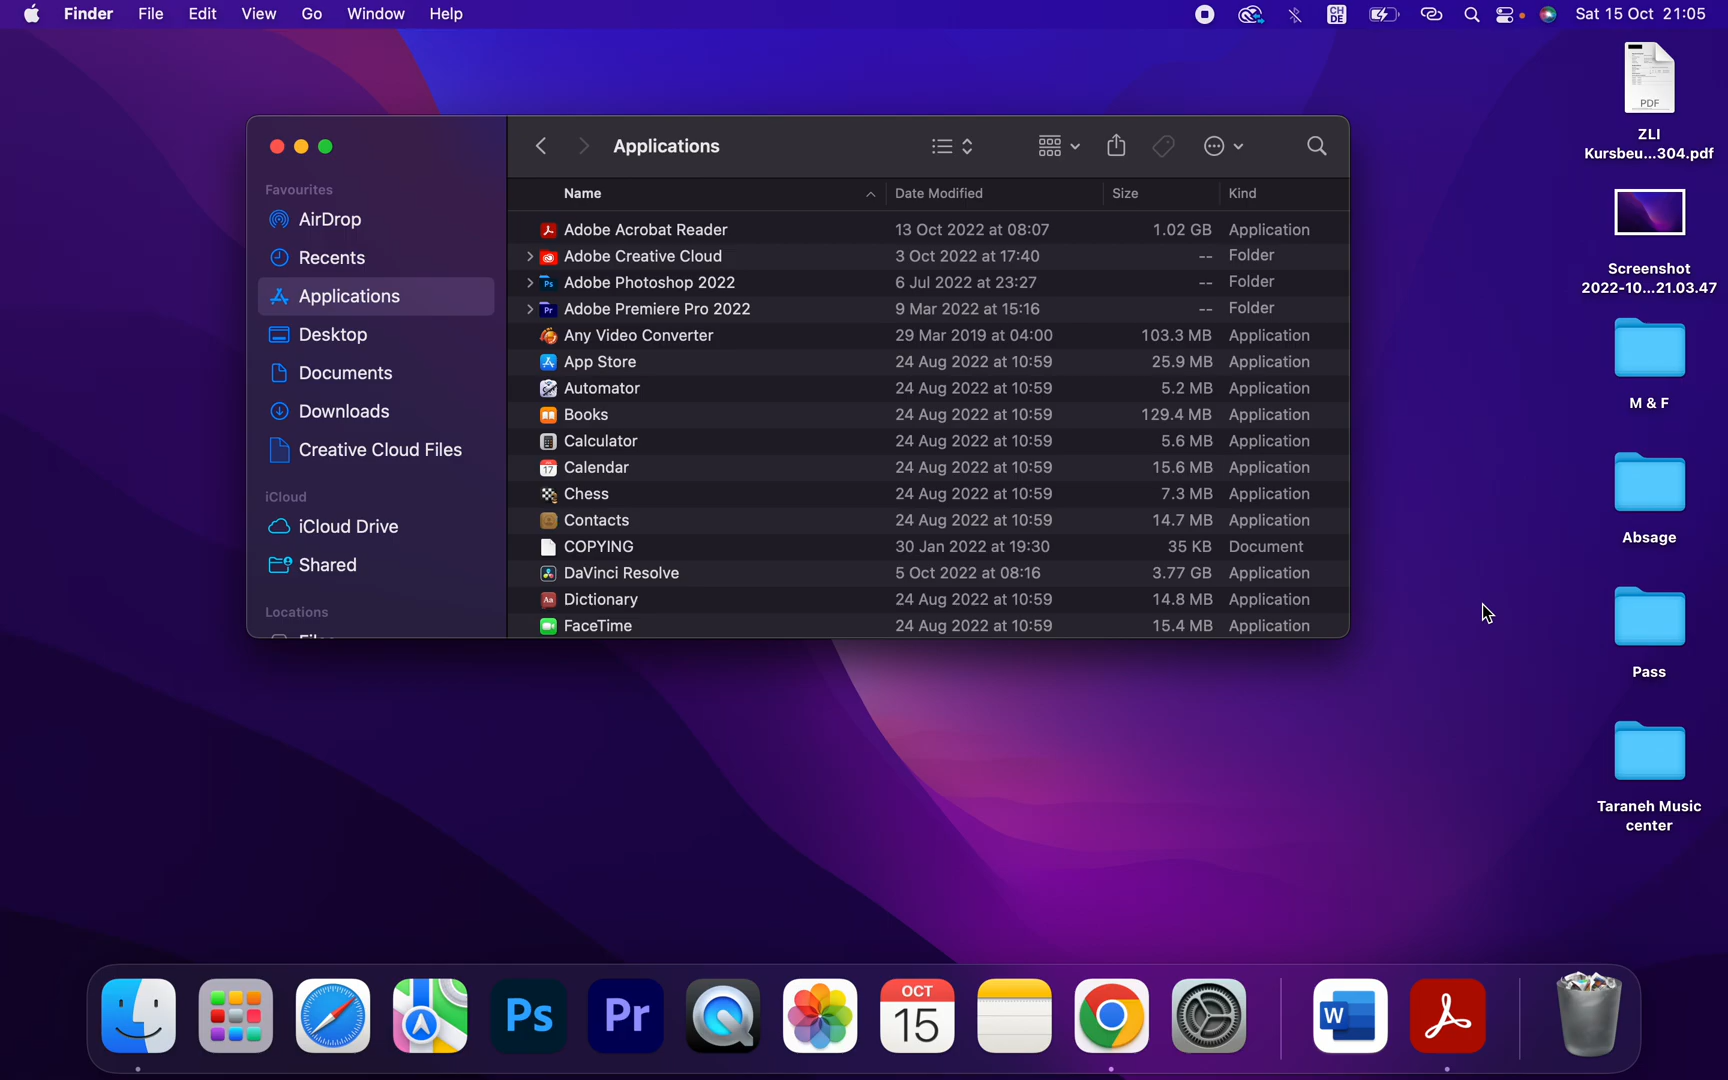 Finder File Edit View Go Window Help CH DE Sat 15 Oct 21:05
Applications
Favourites
AirDrop
Recents
Applications
Desktop
Documents
Downloads
Creative Cloud Files
iCloud
iCloud Drive
Shared
Locations
Name Date Modified Size Kind
Adobe Acrobat Reader 13 Oct 2022 at 08:07 1.02 GB Application
Adobe Creative Cloud 3 Oct 2022 at 17:40 -- Folder
Ps Adobe Photoshop 2022 6 Jul 2022 at 23:27 -- Folder
Pr Adobe Premiere Pro 2022 9 Mar 2022 at 15:16 -- Folder
Any Video Converter 29 Mar 2019 at 04:00 103.3 MB Application
App Store 24 Aug 2022 at 10:59 25.9 MB Application
Automator 24 Aug 2022 at 10:59 5.2 MB Application
Books 24 Aug 2022 at 10:59 129.4 MB Application
Calculator 24 Aug 2022 at 10:59 5.6 MB Application
17 Calendar 24 Aug 2022 at 10:59 15.6 MB Application
Chess 24 Aug 2022 at 10:59 7.3 MB Application
Contacts 24 Aug 2022 at 10:59 14.7 MB Application
COPYING 30 Jan 2022 at 19:30 35 KB Document
DaVinci Resolve 5 Oct 2022 at 08:16 3.77 GB Application
Aa Dictionary 24 Aug 2022 at 10:59 14.8 MB Application
FaceTime 24 Aug 2022 at 10:59 15.4 MB Application
PDF
ZLI
Kursbeu...304.pdf
Screenshot
2022-10...21.03.47
M & F
Absage
Pass
Taraneh Music
center
Ps Pr OCT W
15